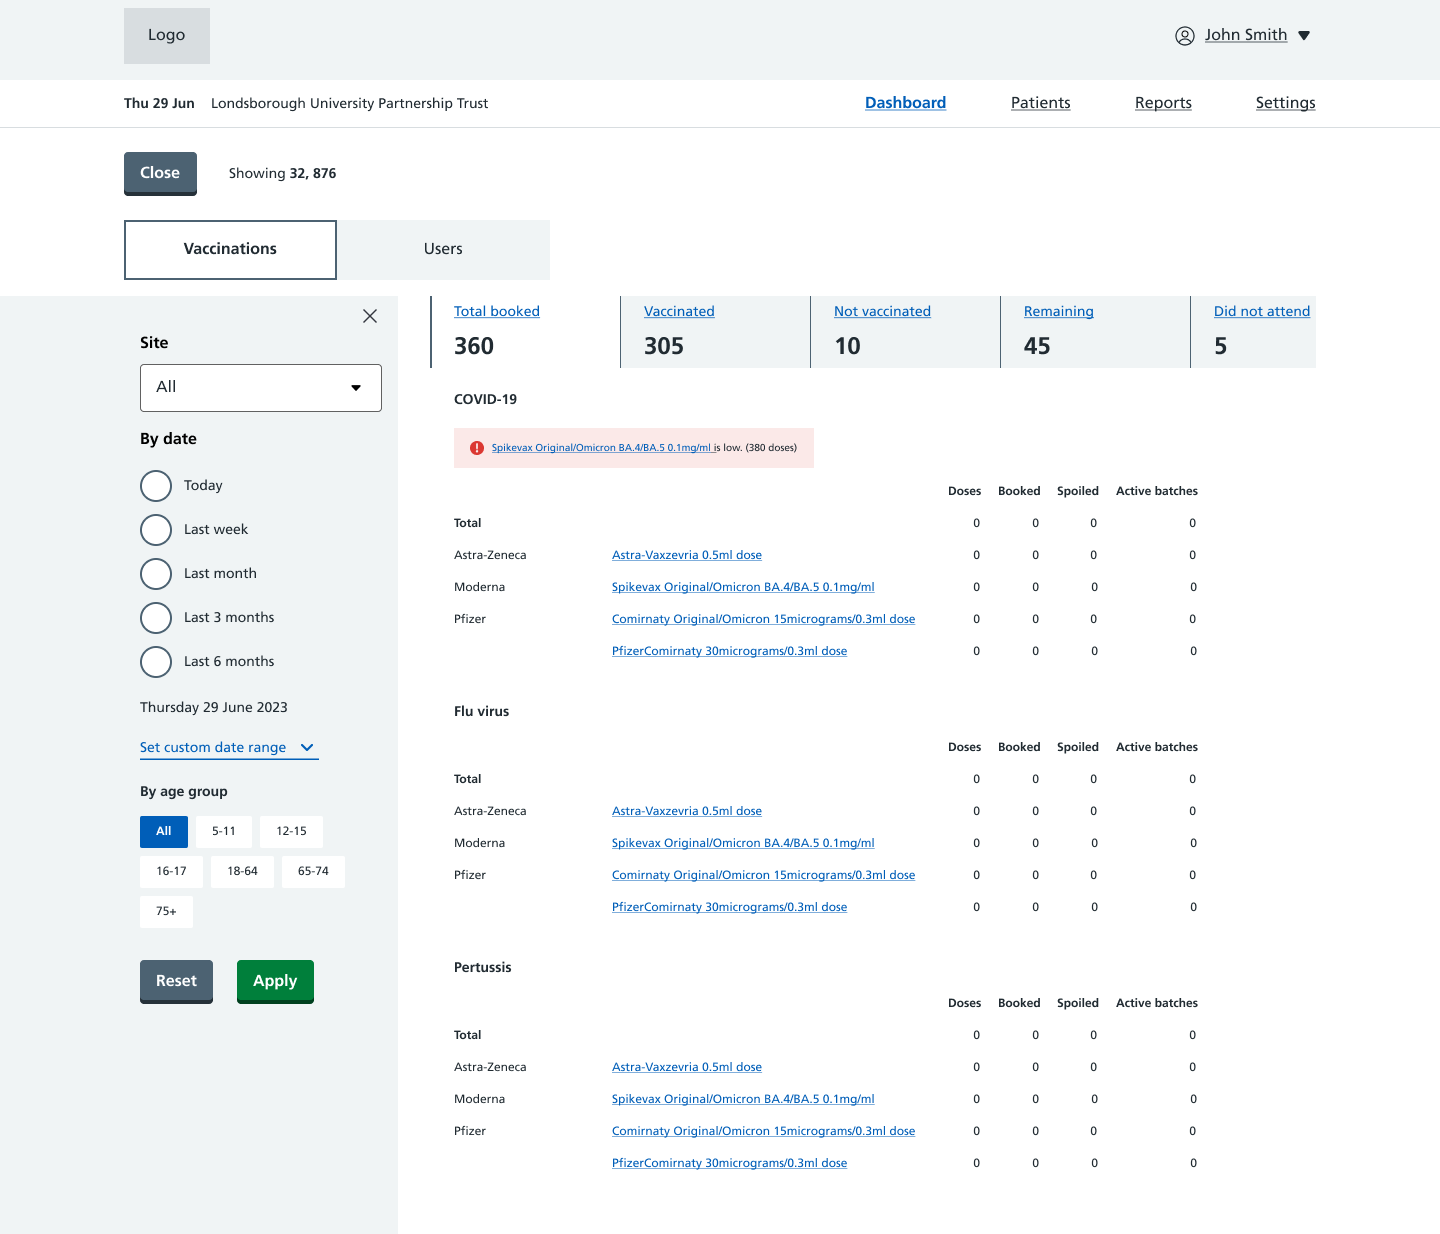 Logo
John Smith
Thu 29 Jun Londsborough University Partnership Trust
Dashboard Patients Reports Settings
Close Showing 32, 876
Vaccinations Users
Site
All
By date
Today
Last week
Last month
Last 3 months
Last 6 months
Thursday 29 June 2023
Set custom date range
By age group
All 5-11 12-15
16-17 18-64 65-74
75+
Reset Apply
Total booked Vaccinated Not vaccinated Remaining Did not attend
360 305 10 45 5
COVID-19
Spikevax Original/Omicron BA.4/BA.5 0.1mg/ml is low. (380 doses)
Doses Booked Spoiled Active batches
Total 0 0 0 0
Astra-Zeneca Astra-Vaxzevria 0.5ml dose 0 0 0 0
Moderna Spikevax Original/Omicron BA.4/BA.5 0.1mg/ml 0 0 0 0
Pfizer Comirnaty Original/Omicron 15micrograms/0.3ml dose 0 0 0 0
PfizerComirnaty 30micrograms/0.3ml dose 0 0 0 0
Flu virus
Doses Booked Spoiled Active batches
Total 0 0 0 0
Astra-Zeneca Astra-Vaxzevria 0.5ml dose 0 0 0 0
Moderna Spikevax Original/Omicron BA.4/BA.5 0.1mg/ml 0 0 0 0
Pfizer Comirnaty Original/Omicron 15micrograms/0.3ml dose 0 0 0 0
PfizerComirnaty 30micrograms/0.3ml dose 0 0 0 0
Pertussis
Doses Booked Spoiled Active batches
Total 0 0 0 0
Astra-Zeneca Astra-Vaxzevria 0.5ml dose 0 0 0 0
Moderna Spikevax Original/Omicron BA.4/BA.5 0.1mg/ml 0 0 0 0
Pfizer Comirnaty Original/Omicron 15micrograms/0.3ml dose 0 0 0 0
PfizerComirnaty 30micrograms/0.3ml dose 0 0 0 0